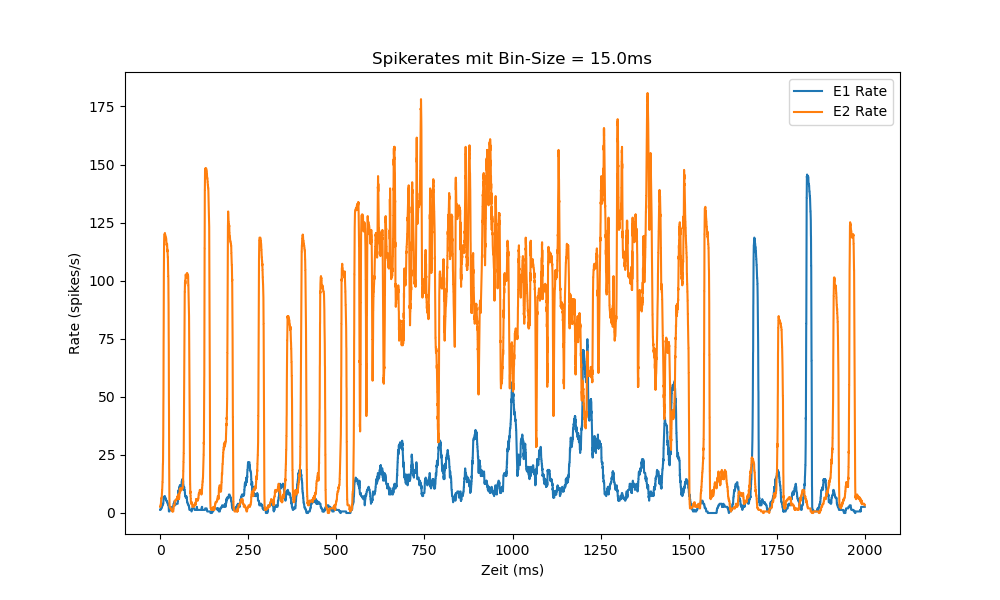 Spikerates mit Bin-Size = 15.0ms
E1 Rate
E2 Rate
Rate (spikes/s)
175
150
125
100
75
50
25
0
0 250 500 750 1000 1250 1500 1750 2000
Zeit (ms)